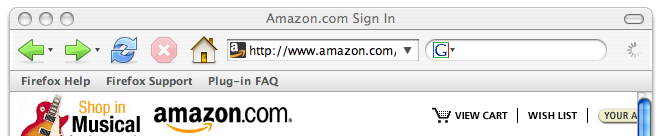 Amazon.com Sign In
http://www.amazon.com/
G
Firefox Help Firefox Support Plug-in FAQ
Shop in
Musical
amazon.com.
VIEW CART | WISH LIST | YOUR A